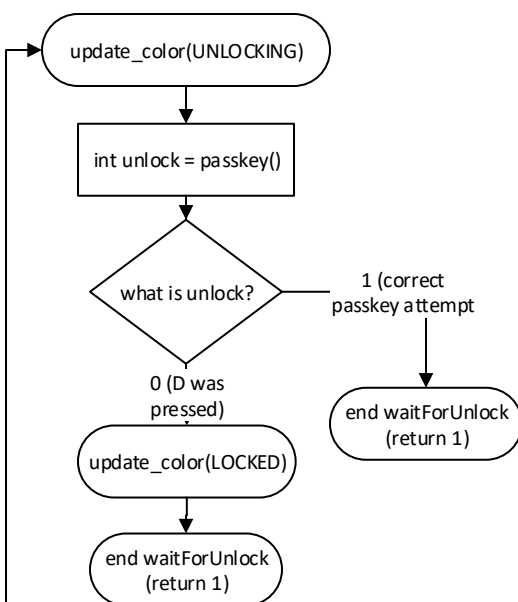 update_color(UNLOCKING)
int unlock = passkey()
what is unlock?
1 (correct
passkey attempt
0 (D was
pressed)
end waitForUnlock
(return 1)
update_color(LOCKED)
end waitForUnlock
(return 1)